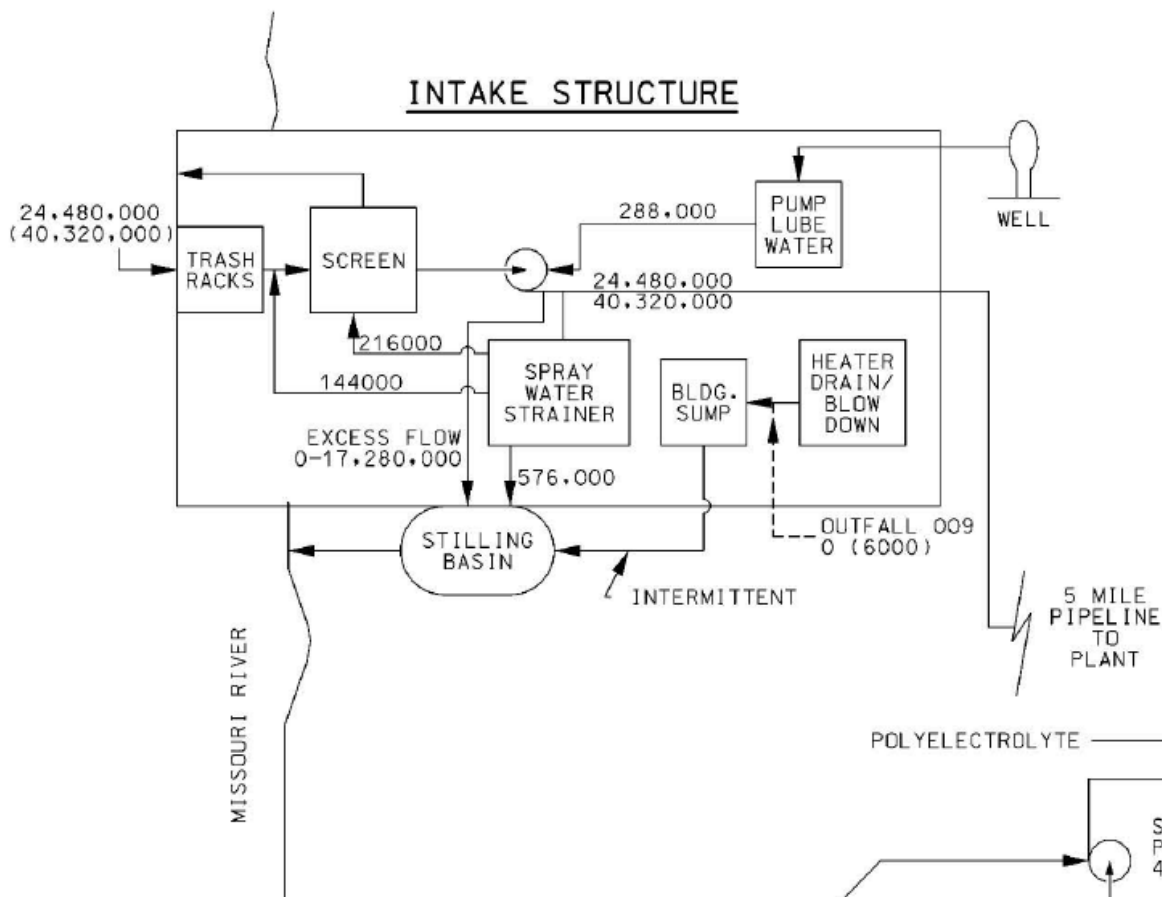 INTAKE STRUCTURE
24.480.000
(40,320,000)
TRASH
RACKS
SCREEN
288.000
PUMP
LUBE
WATER
WELL
24.480.000
40.320.000
216000
144000
SPRAY
WATER
STRAINER
BLDG.
SUMP
HEATER
DRAIN/
BLOW
DOWN
EXCESS FLOW
0-17,280,000
576.000
STILLING
BASIN
OUTFALL 009
0 (6000)
INTERMITTENT
5 MILE
PIPELINE
TO
PLANT
MISSOURI RIVER
POLYELECTROLYTE
S
P
4